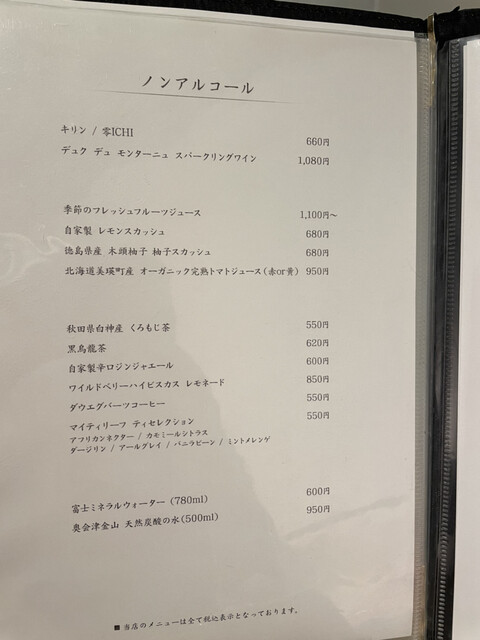 ノンアルコール
キリン / 零ICHI 660円
デュク デュ モンターニュ スパークリングワイン 1,080円
季節のフレッシュフルーツジュース 1,100円~
自家製 レモンスカッシュ 680円
徳島県産 木頭柚子 柚子スカッシュ 680円
北海道美瑛町産 オーガニック完熟トマトジュース(赤or黄) 950円
秋田県白神産 くろもじ茶 550円
黒烏龍茶 620円
自家製辛口ジンジャエール 600円
ワイルドベリーハイビスカス レモネード 850円
ダウエグバーツコーヒー 550円
マイティリーフ ティセレクション 550円
アフリカンネクター / カモミールシトラス
ダージリン / アールグレイ / バニラビーン / ミントメレンゲ
富士ミネラルウォーター (780ml) 600円
奥会津金山 天然炭酸の水(500ml) 950円
■ 当店のメニューは全て税込表示となっております。